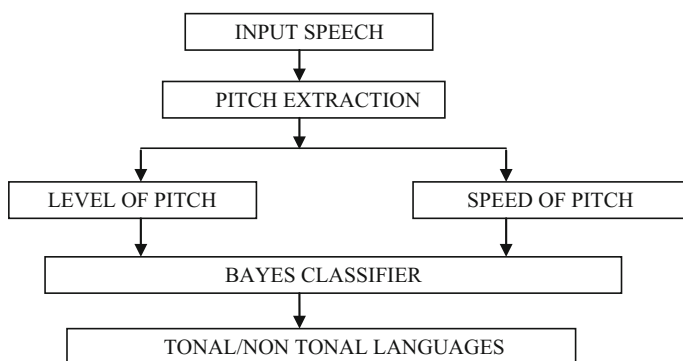 INPUT SPEECH
PITCH EXTRACTION
LEVEL OF PITCH
SPEED OF PITCH
BAYES CLASSIFIER
TONAL/NON TONAL LANGUAGES